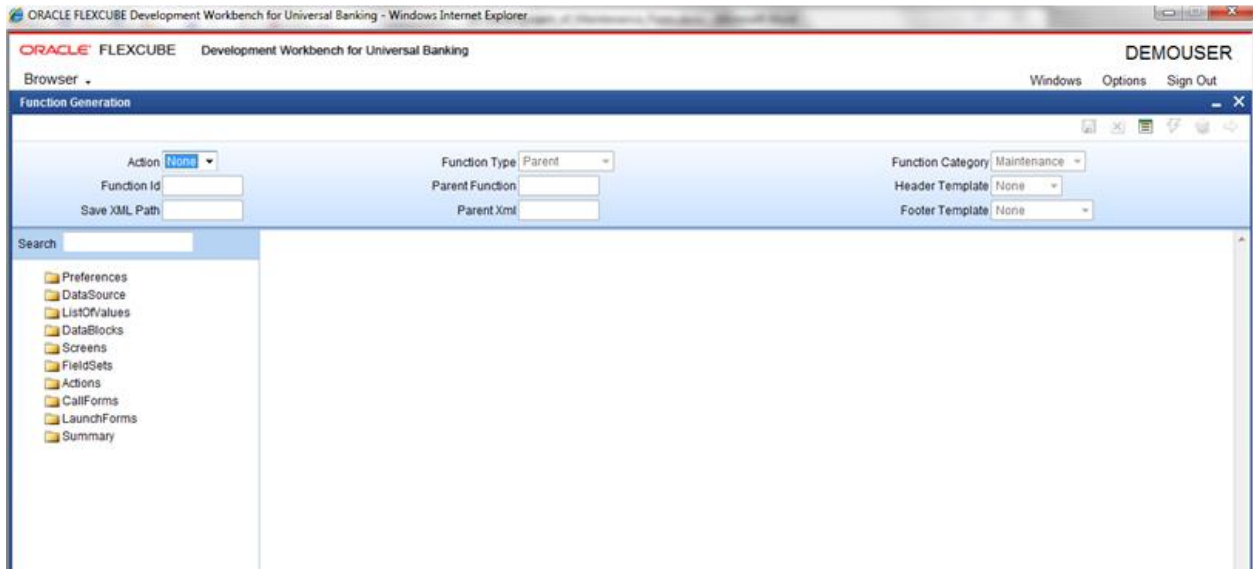 ORACLE FLEXCUBE Development Workbench for Universal Banking - Windows Internet Explorer
ORACLE FLEXCUBE Development Workbench for Universal Banking DEMOUSER
Browser Windows Options Sign Out
Function Generation
Action None Function Type Parent Function Category Maintenance
Function Id Parent Function Header Template None
Save XML Path Parent Xml Footer Template None
Search
Preferences
DataSource
ListOfValues
DataBlocks
Screens
FieldSets
Actions
CallForms
LaunchForms
Summary